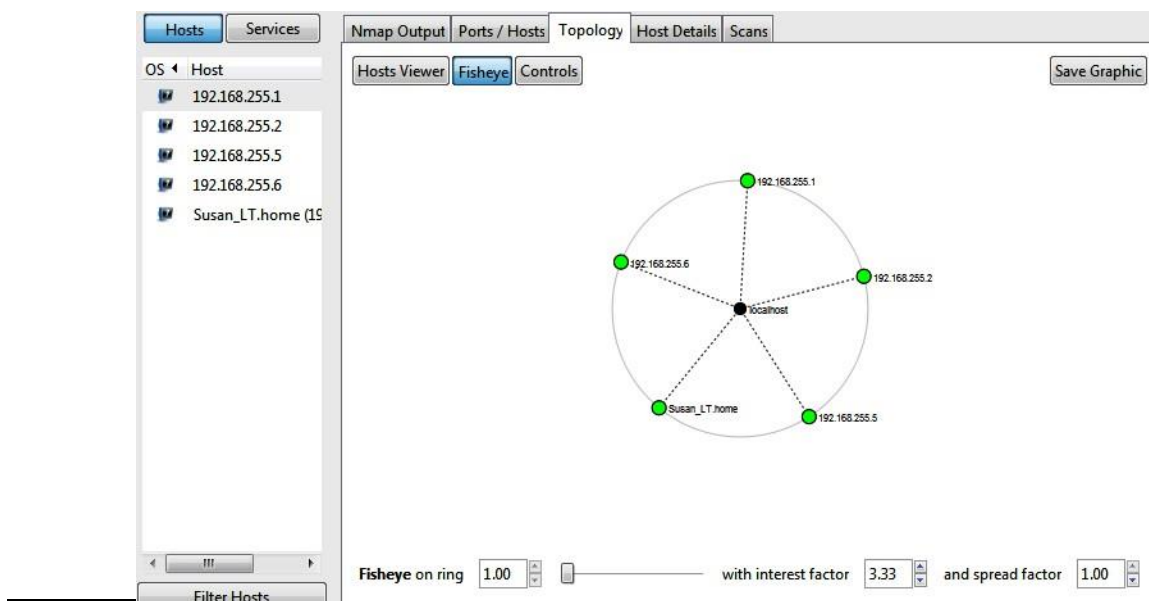 Hosts Services
OS Host
192.168.255.1
192.168.255.2
192.168.255.5
192.168.255.6
Susan_LT.home (19
Filter Hosts
Nmap Output Ports / Hosts Topology Host Details Scans
Hosts Viewer Fisheye Controls Save Graphic
192.168.255.1
192.168.255.6
192.168.255.2
localhost
Susan_LT.home
192.168.255.5
Fisheye on ring 1.00 with interest factor 3.33 and spread factor 1.00